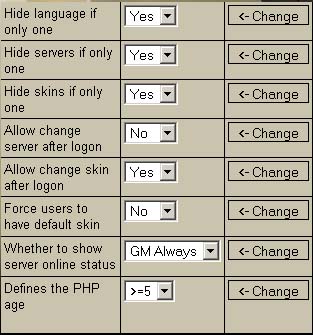 Hide language if only one Yes <- Change
Hide servers if only one Yes <- Change
Hide skins if only one Yes <- Change
Allow change server after logon No <- Change
Allow change skin after logon Yes <- Change
Force users to have default skin No <- Change
Whether to show server online status GM Always <- Change
Defines the PHP age >=5 <- Change